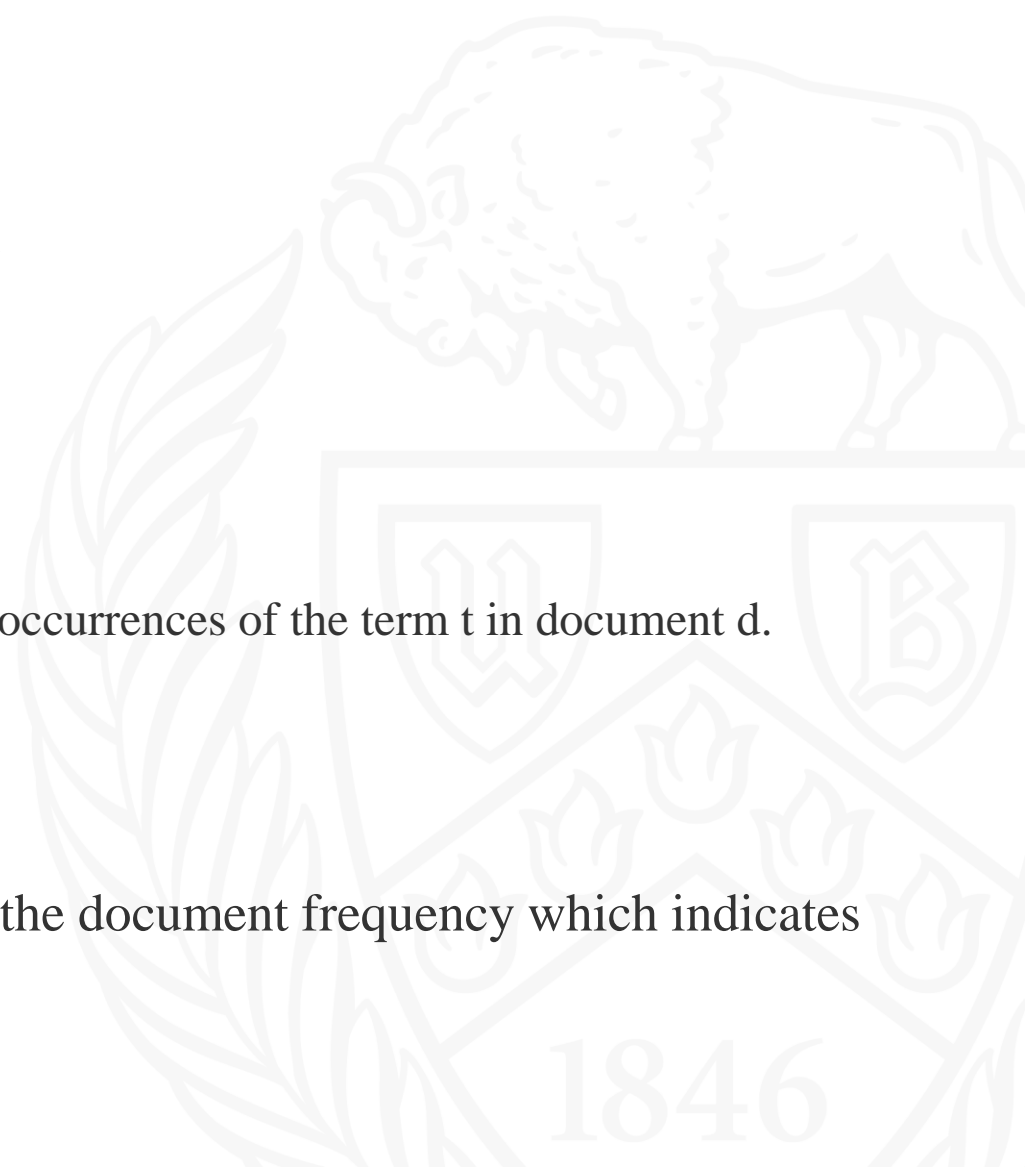 occurrences of the term t in document d.
the document frequency which indicates
U B
1846